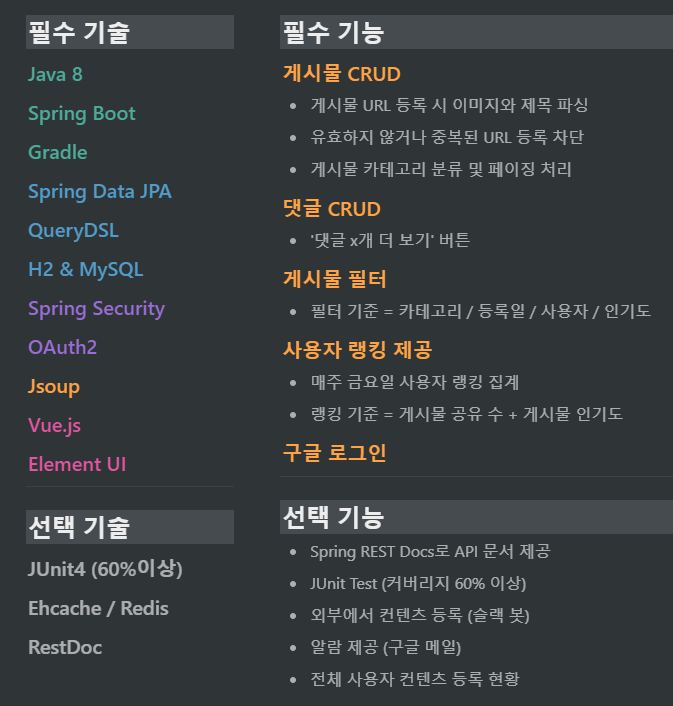 필수 기술
Java 8
Spring Boot
Gradle
Spring Data JPA
QueryDSL
H2 & MySQL
Spring Security
OAuth2
Jsoup
Vue.js
Element UI
선택 기술
JUnit4 (60%이상)
Ehcache / Redis
RestDoc
필수 기능
게시물 CRUD
• 게시물 URL 등록 시 이미지와 제목 파싱
• 유효하지 않거나 중복된 URL 등록 차단
• 게시물 카테고리 분류 및 페이징 처리
댓글 CRUD
• '댓글 x개 더 보기' 버튼
게시물 필터
• 필터 기준 = 카테고리 / 등록일 / 사용자 / 인기도
사용자 랭킹 제공
• 매주 금요일 사용자 랭킹 집계
• 랭킹 기준 = 게시물 공유 수 + 게시물 인기도
구글 로그인
선택 기능
• Spring REST Docs로 API 문서 제공
• JUnit Test (커버리지 60% 이상)
• 외부에서 컨텐츠 등록 (슬랙 봇)
• 알람 제공 (구글 메일)
• 전체 사용자 컨텐츠 등록 현황